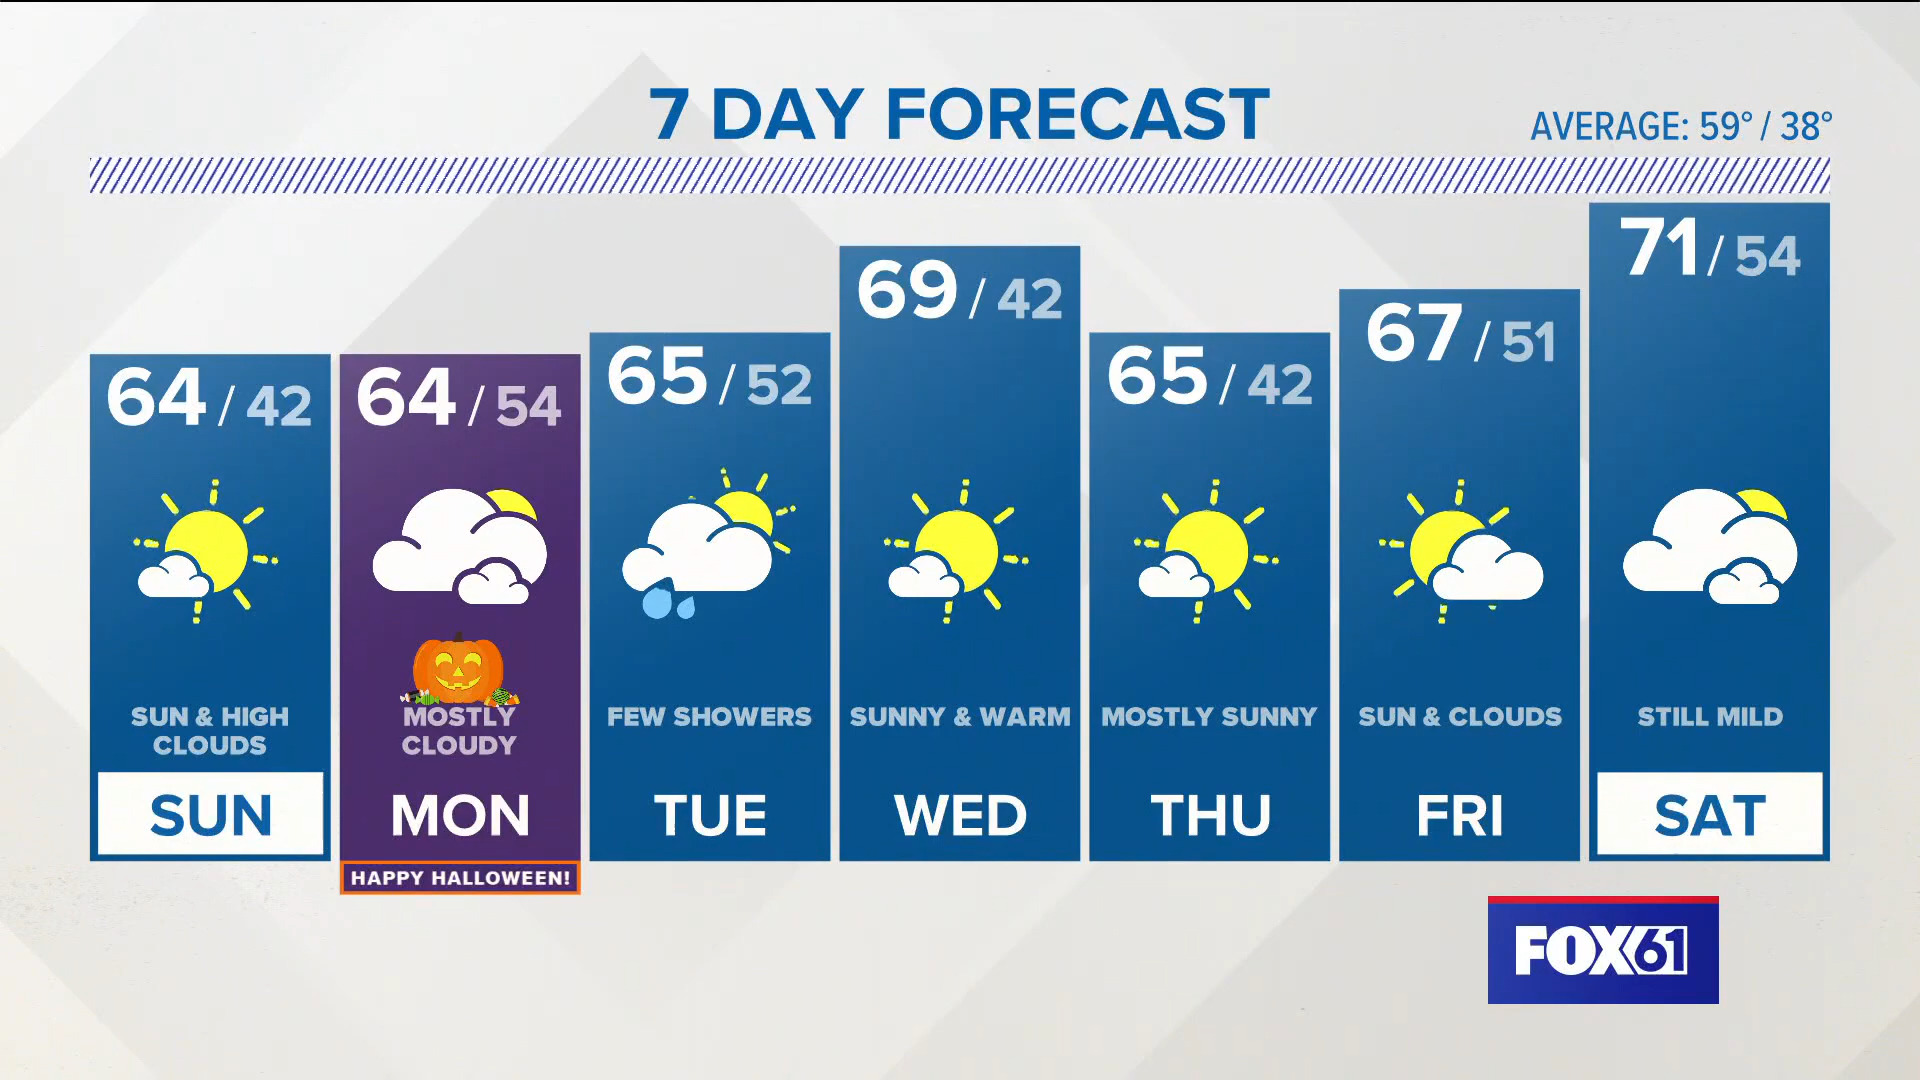 7 DAY FORECAST
AVERAGE: 59° / 38°
64 / 42
SUN & HIGH
CLOUDS
SUN
64 / 54
MOSTLY
CLOUDY
MON
HAPPY HALLOWEEN!
65 / 52
FEW SHOWERS
TUE
69 / 42
SUNNY & WARM
WED
65 / 42
MOSTLY SUNNY
THU
67 / 51
SUN & CLOUDS
FRI
71 / 54
STILL MILD
SAT
FOX61